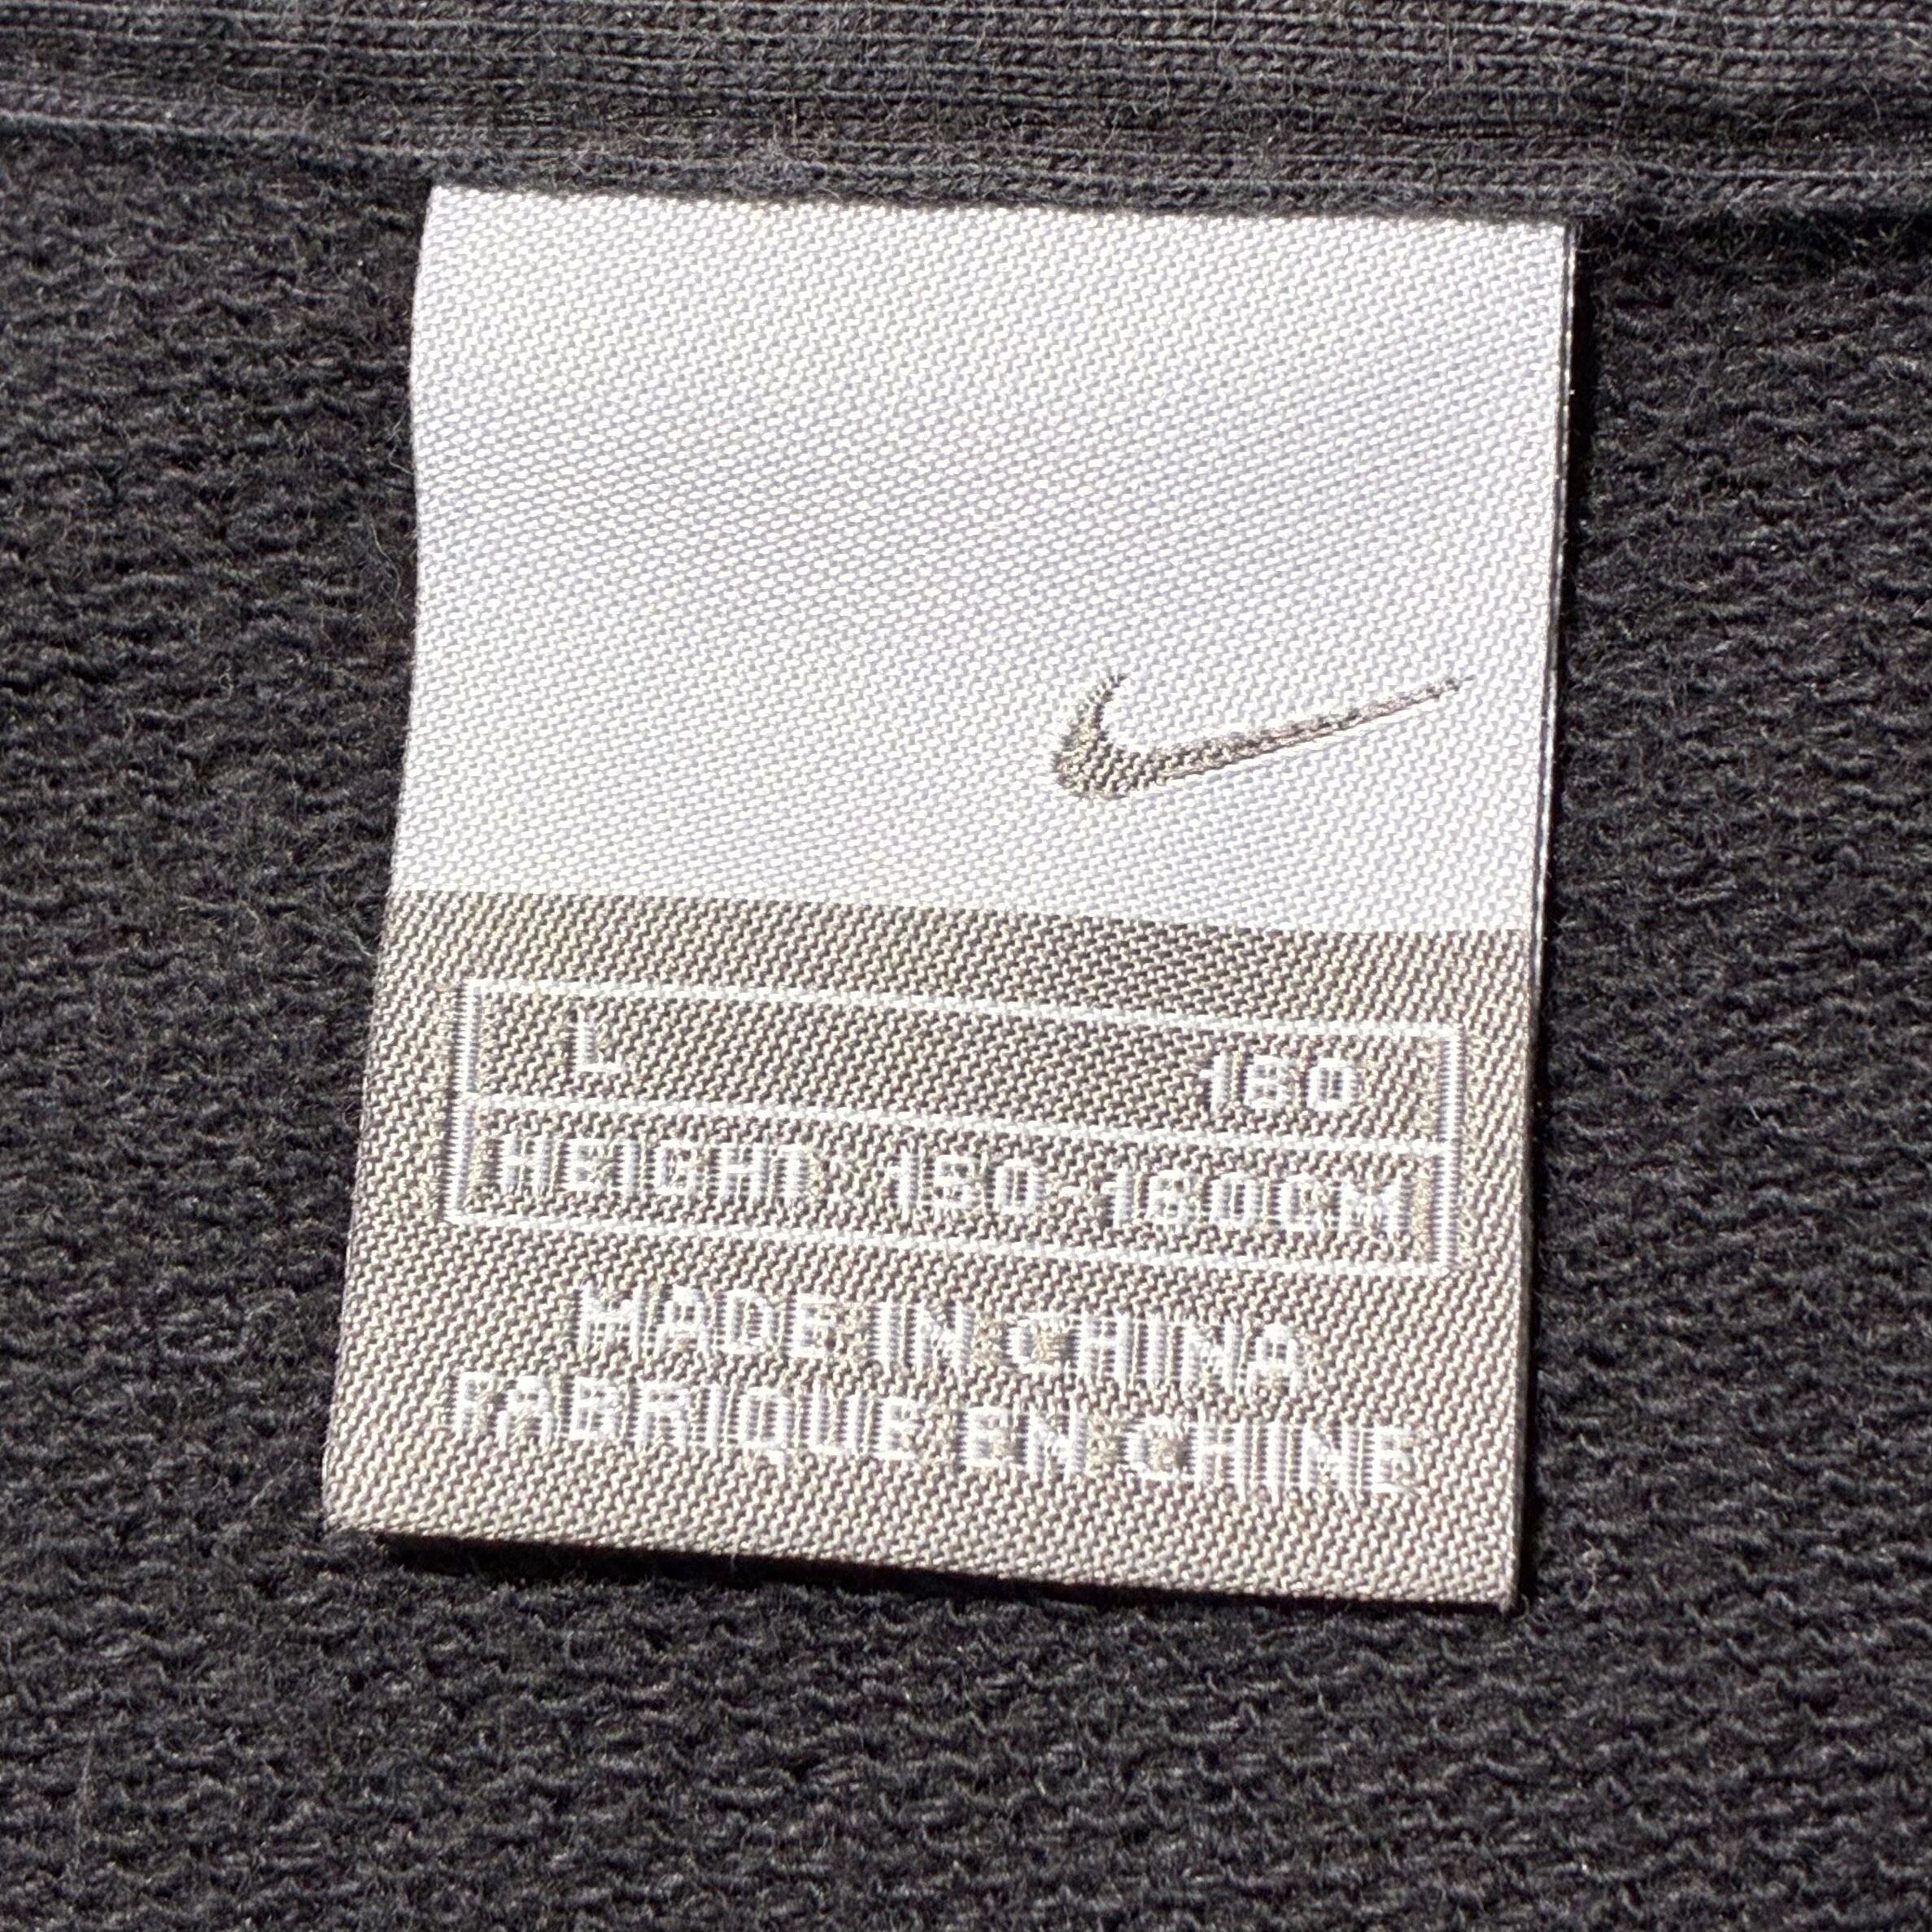 L 160
HEIGHT: 150-160CM
MADE IN CHINA
FABRIQUE EN CHINE